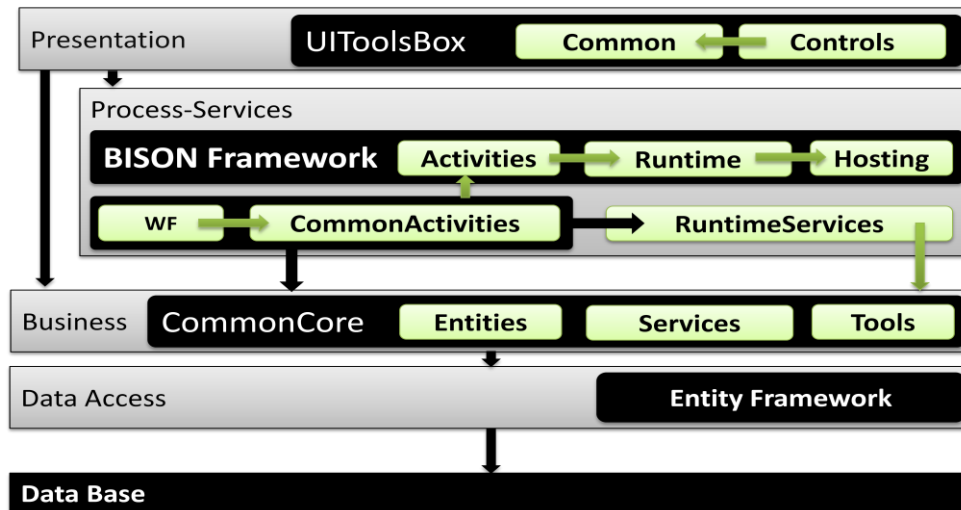 Presentation
UIToolsBox
Common
Controls
Process-Services
BISON Framework
Activities
Runtime
Hosting
WF
CommonActivities
RuntimeServices
Business
CommonCore
Entities
Services
Tools
Data Access
Entity Framework
Data Base